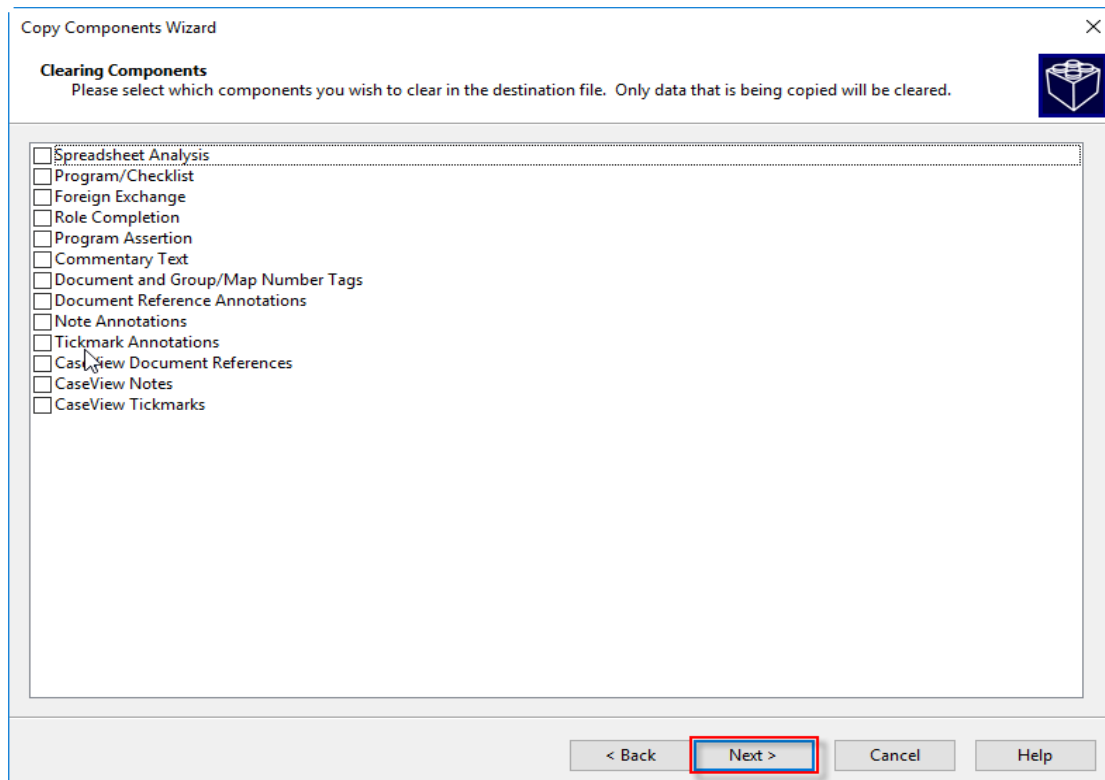 Copy Components Wizard
Clearing Components
Please select which components you wish to clear in the destination file. Only data that is being copied will be cleared.
Spreadsheet Analysis
Program/Checklist
Foreign Exchange
Role Completion
Program Assertion
Commentary Text
Document and Group/Map Number Tags
Document Reference Annotations
Note Annotations
Tickmark Annotations
CaseView Document References
CaseView Notes
CaseView Tickmarks
< Back Next > Cancel Help